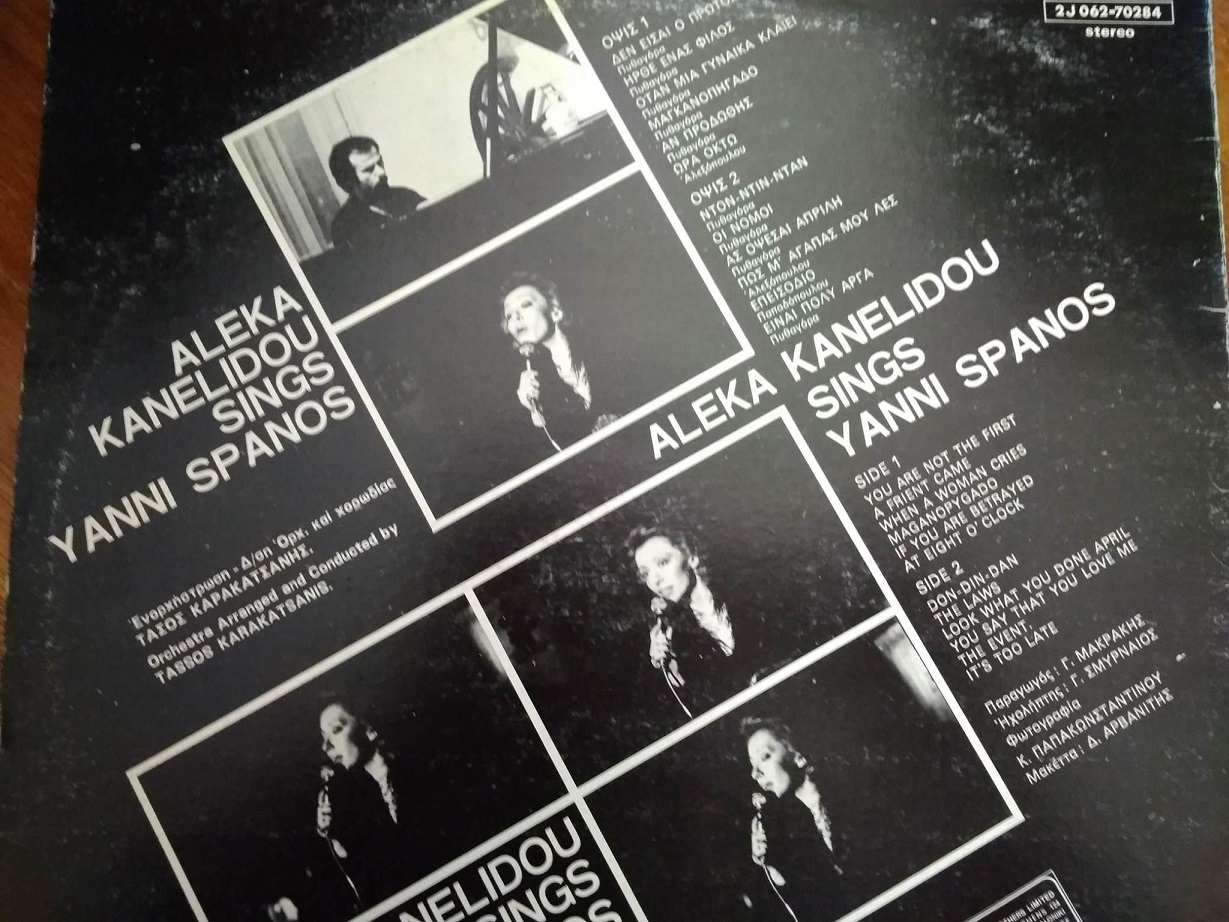 2J 062-70284
stereo
ΟΨΙΣ 1
ΔΕΝ ΕΙΣΑΙ Ο ΠΡΩΤΟΣ
Πυθαγόρα
ΗΡΘΕ ΕΝΑΣ ΦΙΛΟΣ
Πυθαγόρα
ΟΤΑΝ ΜΙΑ ΓΥΝΑΙΚΑ ΚΛΑΙΕΙ
Πυθαγόρα
ΜΑΓΚΑΝΟΠΗΓΑΔΟ
Πυθαγόρα
ΑΝ ΠΡΟΔΟΘΗΣ
Πυθαγόρα
ΩΡΑ ΟΚΤΩ
Ἀλεξόπουλου
ΟΨΙΣ 2
ΝΤΟΝ-ΝΤΙΝ-ΝΤΑΝ
Πυθαγόρα
ΟΙ ΝΟΜΟΙ
Πυθαγόρα
ΑΣ ΟΨΕΣΑΙ ΑΠΡΙΛΗ
Πυθαγόρα
ΠΩΣ Μ' ΑΓΑΠΑΣ ΜΟΥ ΛΕΣ
Ἀλεξόπουλου
ΕΠΕΙΣΟΔΙΟ
Παπαδόπουλου
ΕΙΝΑΙ ΠΟΛΥ ΑΡΓΑ
Πυθαγόρα
ALEKA
KANELIDOU
SINGS
YANNI SPANOS
ALEKA KANELIDOU
SINGS
YANNI SPANOS
Ἐνορχήστρωση - Δ/ση Ὀρχ. καί χορωδίας
ΤΑΣΟΣ ΚΑΡΑΚΑΤΣΑΝΗΣ.
Orchestra Arranged and Conducted by
TASSOS KARAKATSANIS.
SIDE 1
YOU ARE NOT THE FIRST
A FRIENT CAME
WHEN A WOMAN CRIES
MAGANOPYGADO
IF YOU ARE BETRAYED
AT EIGHT O' CLOCK
SIDE 2
DON-DIN-DAN
THE LAWS
LOOK WHAT YOU DONE APRIL
YOU SAY THAT YOU LOVE ME
THE EVENT
IT'S TOO LATE
Παραγωγός : Γ. ΜΑΚΡΑΚΗΣ
Ἠχολήπτης : Γ. ΣΜΥΡΝΑΙΟΣ
Φωτογραφία
Κ. ΠΑΠΑΚΩΝΣΤΑΝΤΙΝΟΥ
Μακέττα : Δ. ΑΡΒΑΝΙΤΗΣ
NELIDOU
SINGS
LIMITED